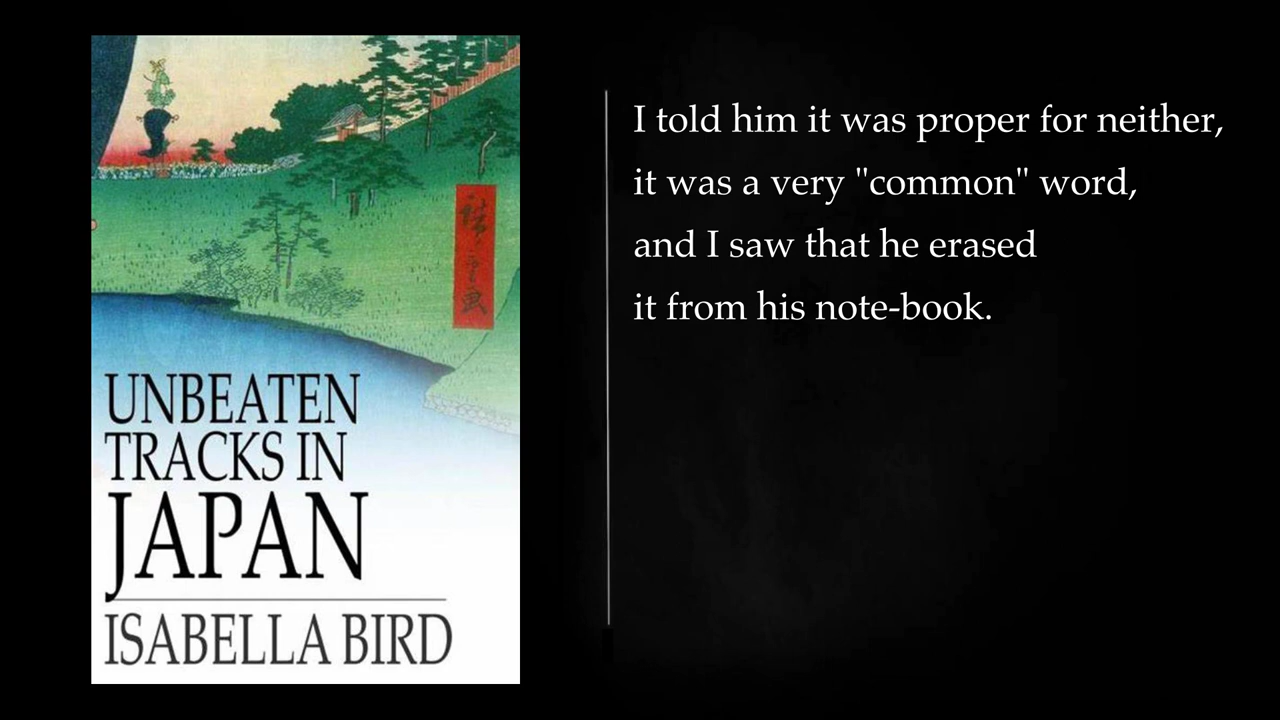 UNBEATEN
TRACKS IN
JAPAN
ISABELLA BIRD
I told him it was proper for neither,
it was a very "common" word,
and I saw that he erased
it from his note-book.